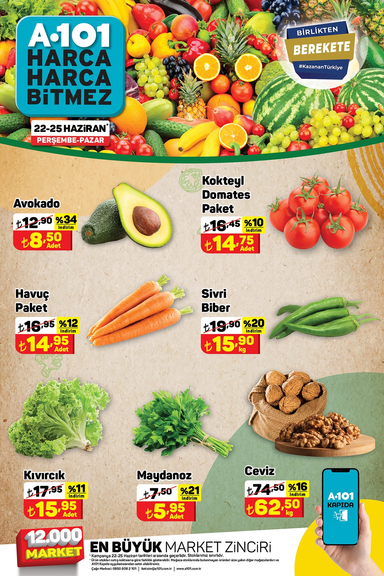 A·101
HARCA
HARCA
BİTMEZ
BİRLİKTEN
BEREKETE
#KazananTürkiye
22-25 HAZİRAN*
PERŞEMBE-PAZAR
Avokado
₺12,90 %34 indirim
₺8,50 Adet
Kokteyl
Domates
Paket
₺16,45 %10 indirim
₺14,75 Adet
Havuç
Paket
₺16,95 %12 indirim
₺14,95 Adet
Sivri
Biber
₺19,90 %20 indirim
₺15,90 kg
Kıvırcık
₺17,95 %11 indirim
₺15,95 Adet
Maydanoz
₺7,50 %21 indirim
₺5,95 Adet
Ceviz
₺74,50 %16 indirim
₺62,50 kg
A·101
KAPIDA
12.000
MARKET
EN BÜYÜK MARKET ZİNCİRİ